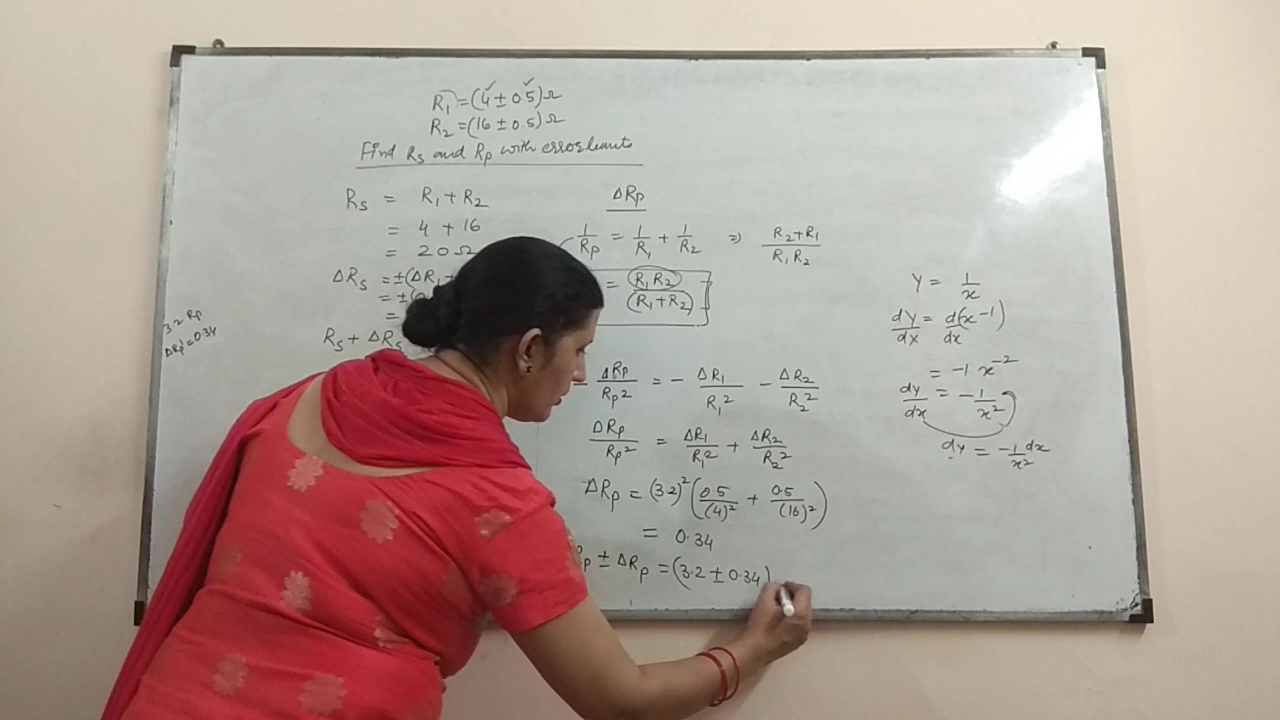 R₁ = (4 ± 0.5) Ω
R₂ = (16 ± 0.5) Ω
Find Rs and Rp with error limits
Rs = R₁ + R₂
= 4 + 16
= 20 Ω
ΔRs = ±(ΔR₁ +
= ±(0
=
Rs + ΔRs
3.2 Rp
ΔRp = 0.34
ΔRp
1/Rp = 1/R₁ + 1/R₂ ⇒ R₂+R₁/R₁R₂
= R₁R₂/(R₁+R₂)
− ΔRp/Rp² = − ΔR₁/R₁² − ΔR₂/R₂²
ΔRp/Rp² = ΔR₁/R₁² + ΔR₂/R₂²
ΔRp = (3.2)² (0.5/(4)² + 0.5/(16)²)
= 0.34
Rp ± ΔRp = (3.2 ± 0.34)
Y = 1/x
dY/dx = d(x⁻¹)/dx
= -1 x⁻²
dy/dx = -1/x²
dy = -1/x² dx